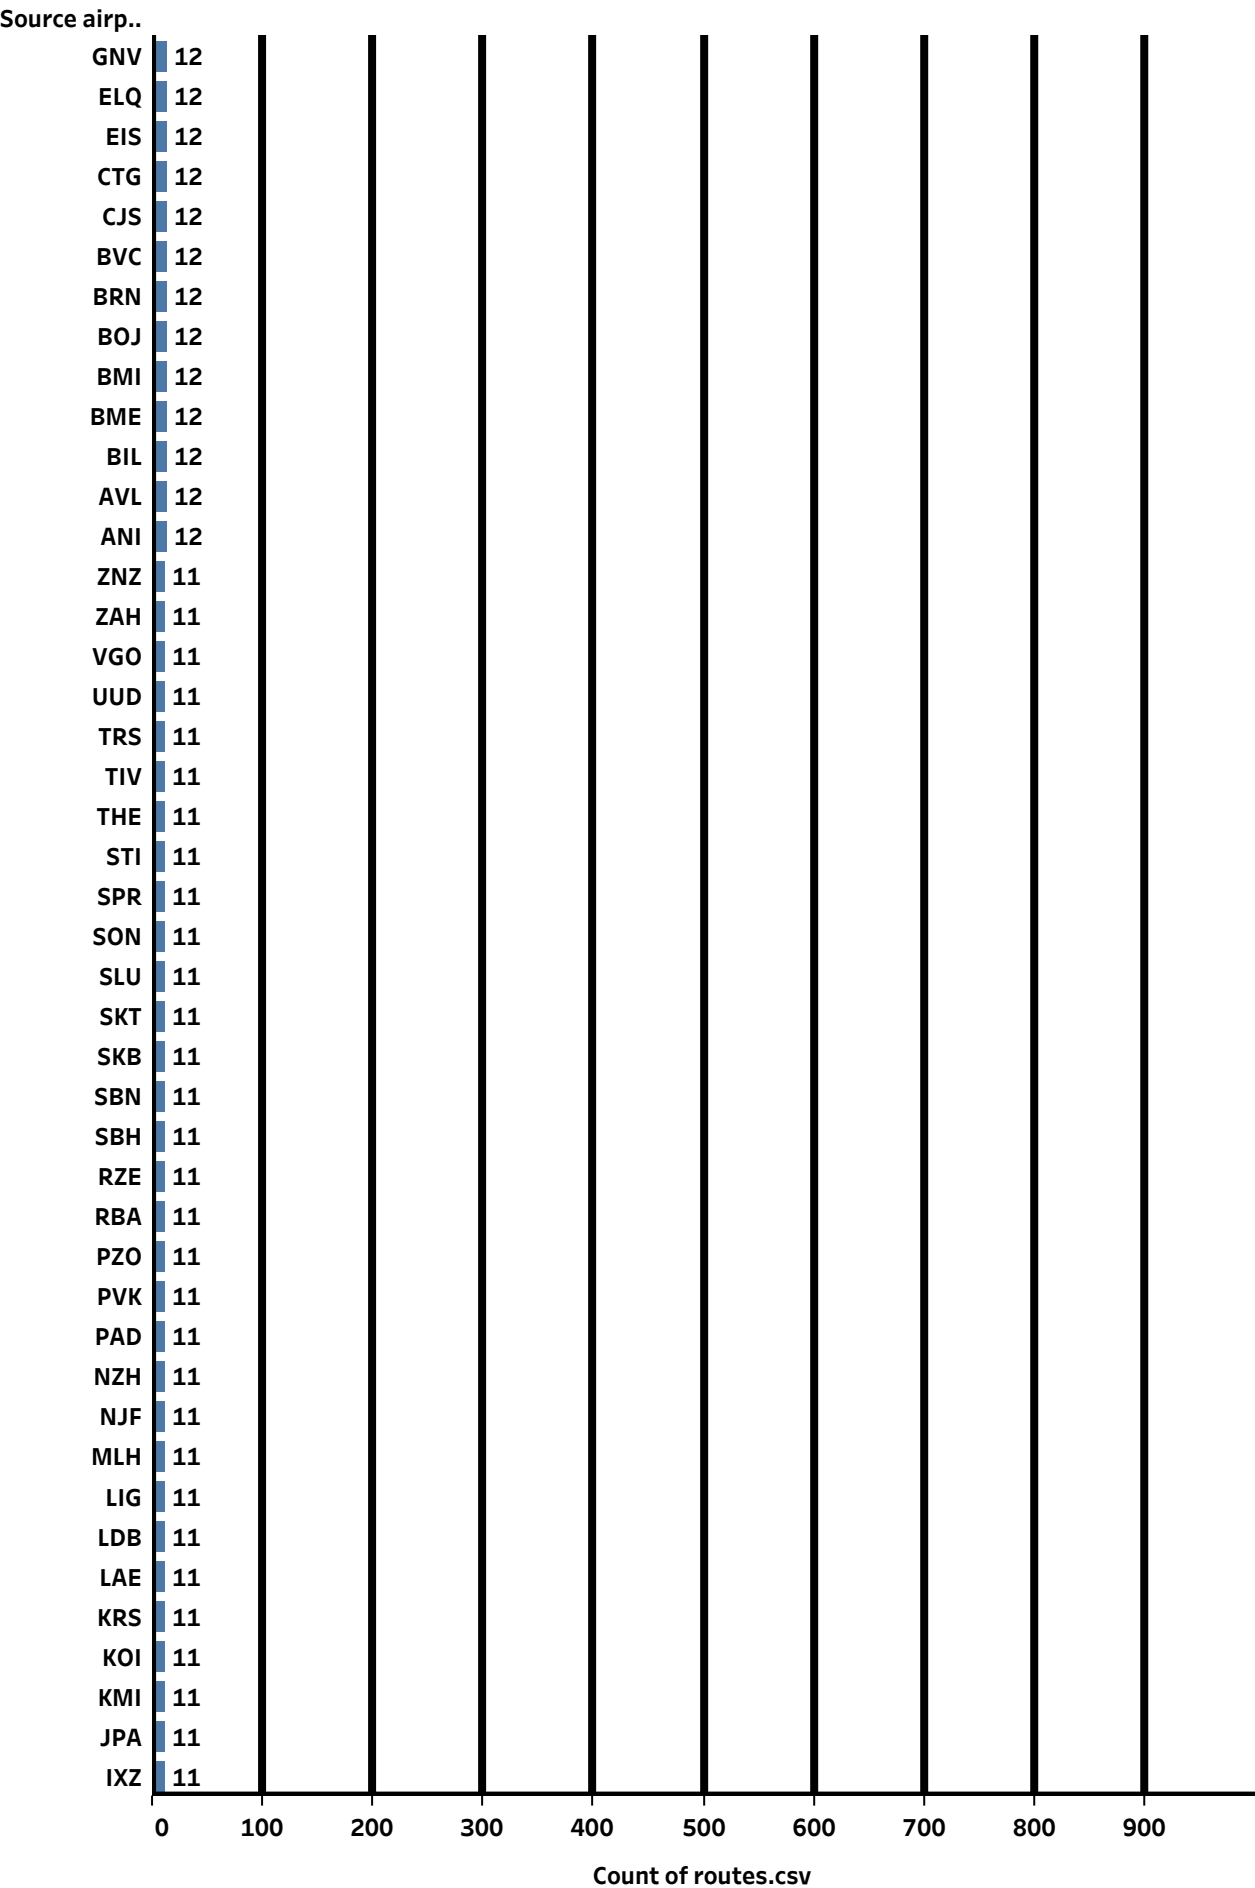 Source airp..
GNV 12
ELQ 12
EIS 12
CTG 12
CJS 12
BVC 12
BRN 12
BOJ 12
BMI 12
BME 12
BIL 12
AVL 12
ANI 12
ZNZ 11
ZAH 11
VGO 11
UUD 11
TRS 11
TIV 11
THE 11
STI 11
SPR 11
SON 11
SLU 11
SKT 11
SKB 11
SBN 11
SBH 11
RZE 11
RBA 11
PZO 11
PVK 11
PAD 11
NZH 11
NJF 11
MLH 11
LIG 11
LDB 11
LAE 11
KRS 11
KOI 11
KMI 11
JPA 11
IXZ 11
0 100 200 300 400 500 600 700 800 900
Count of routes.csv